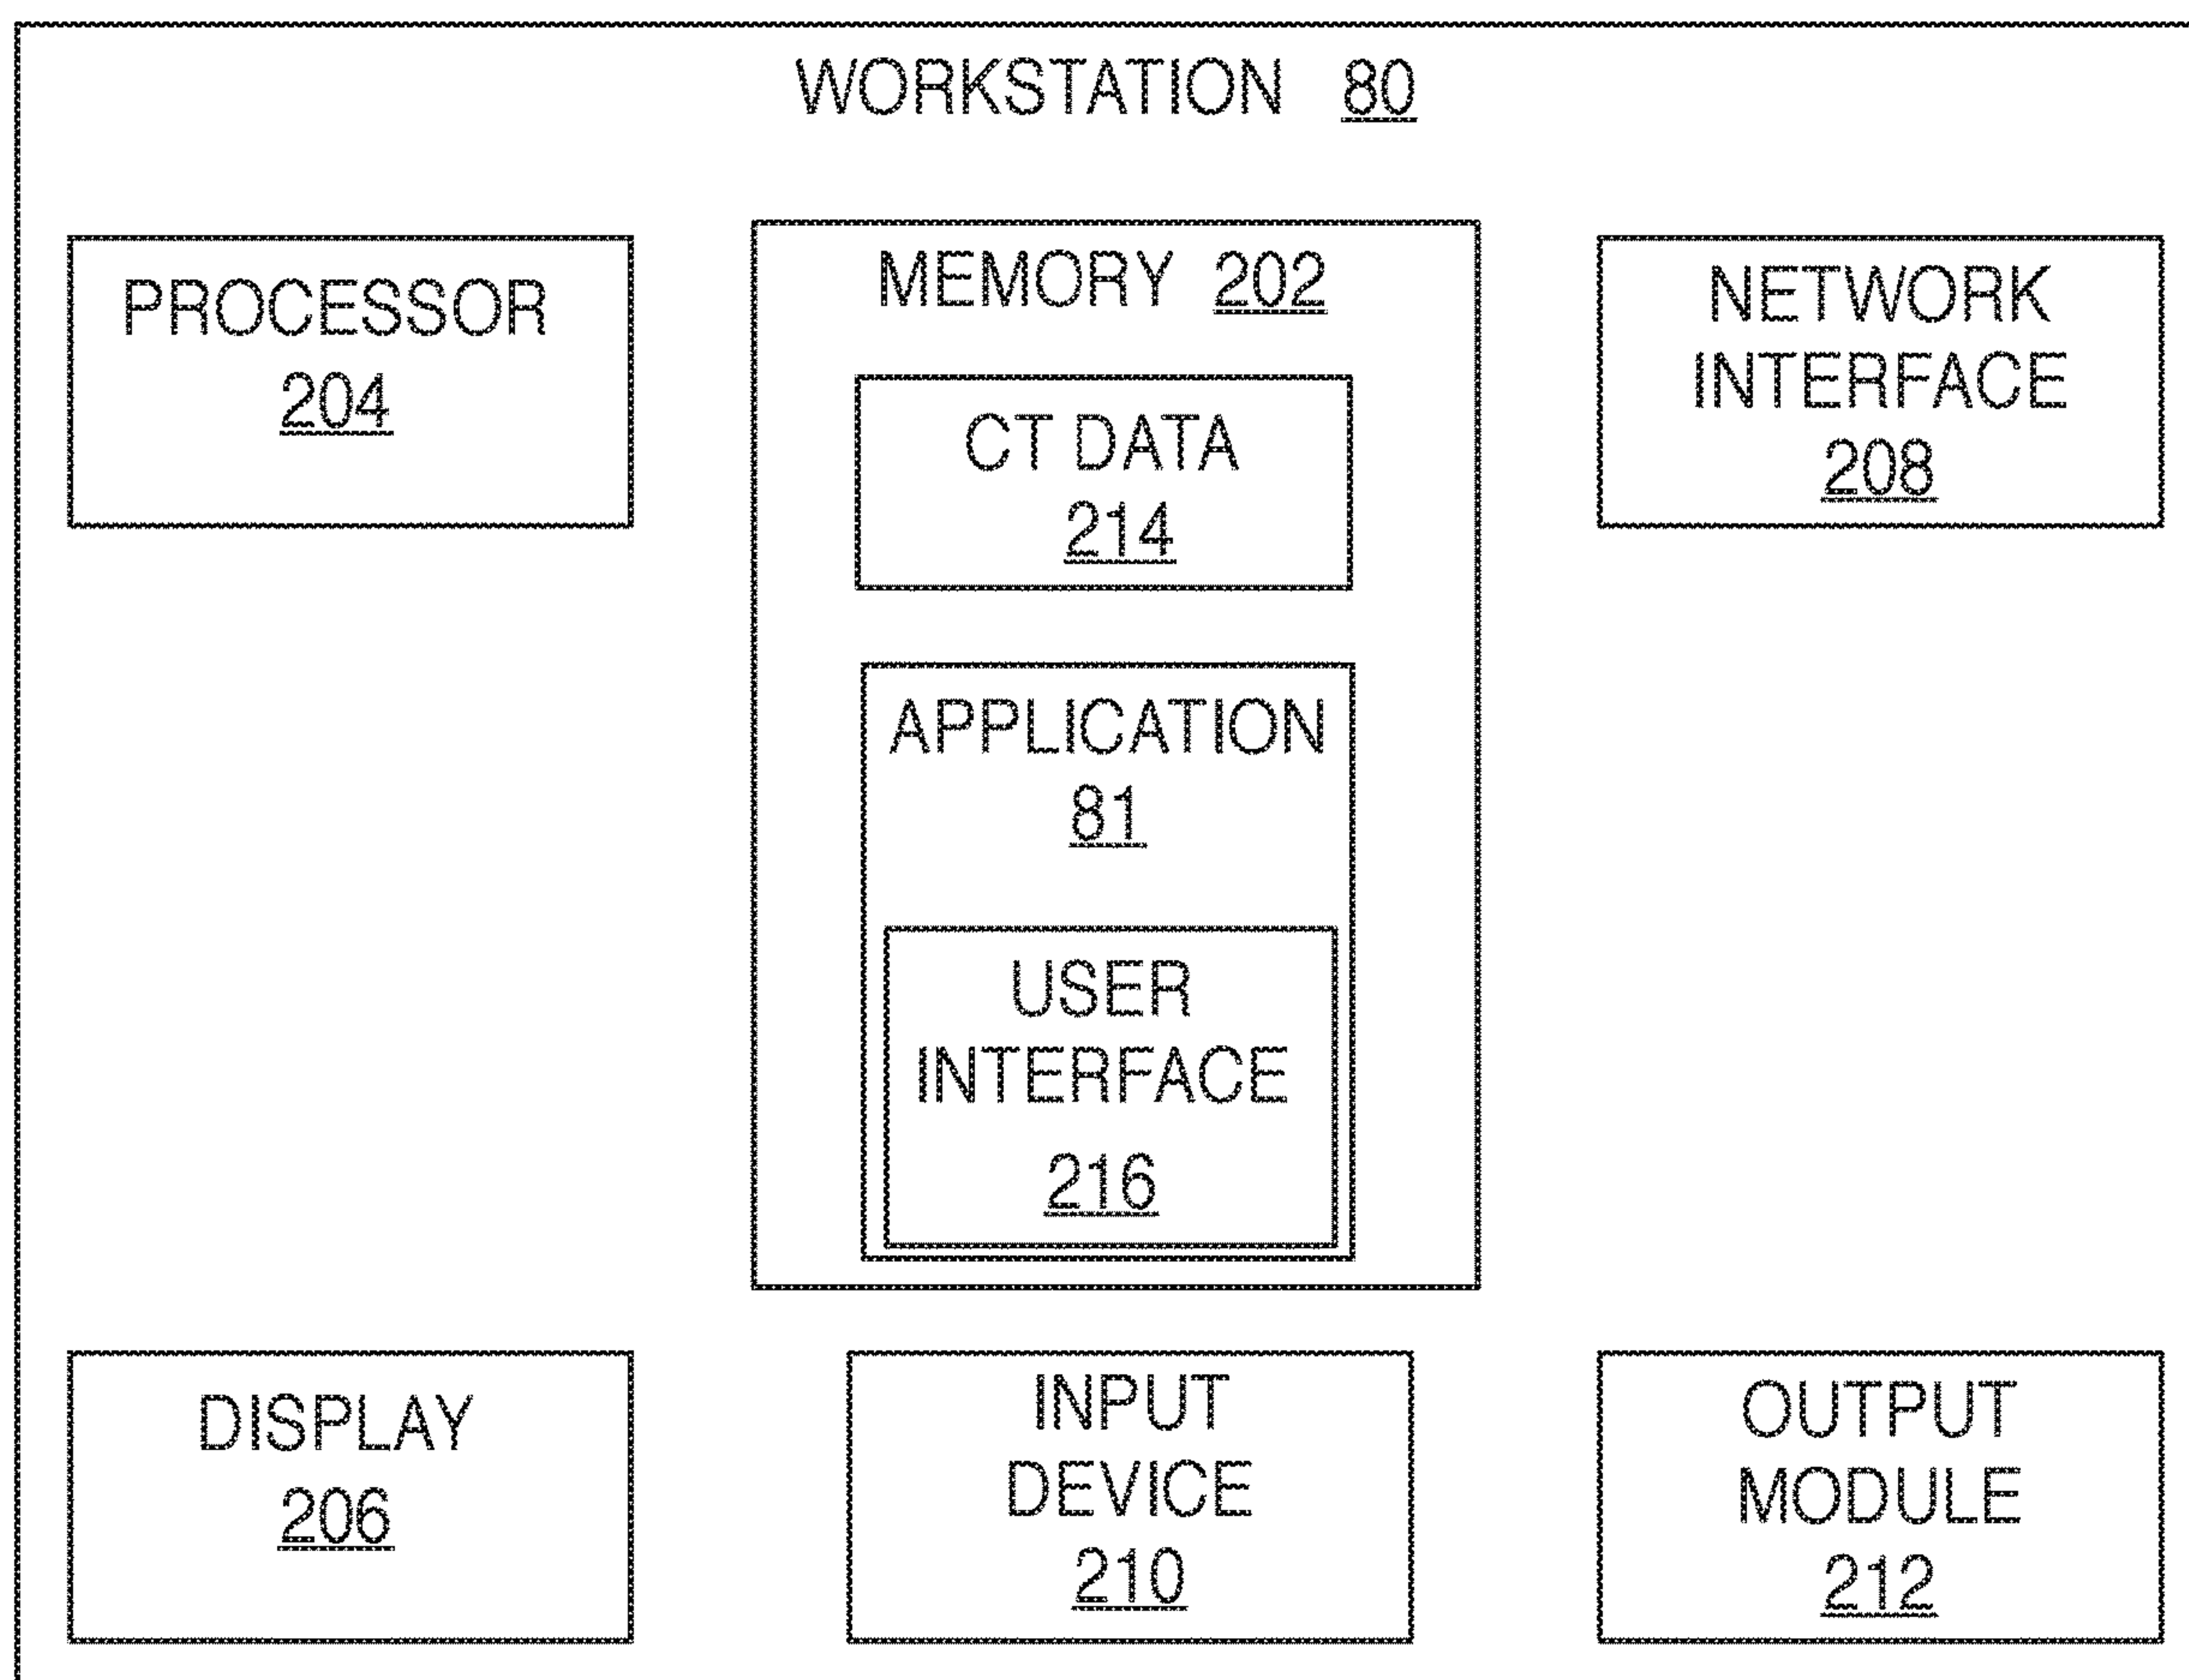 WORKSTATION 80
PROCESSOR
204
MEMORY 202
CT DATA
214
APPLICATION
81
USER
INTERFACE
216
NETWORK
INTERFACE
208
DISPLAY
206
INPUT
DEVICE
210
OUTPUT
MODULE
212